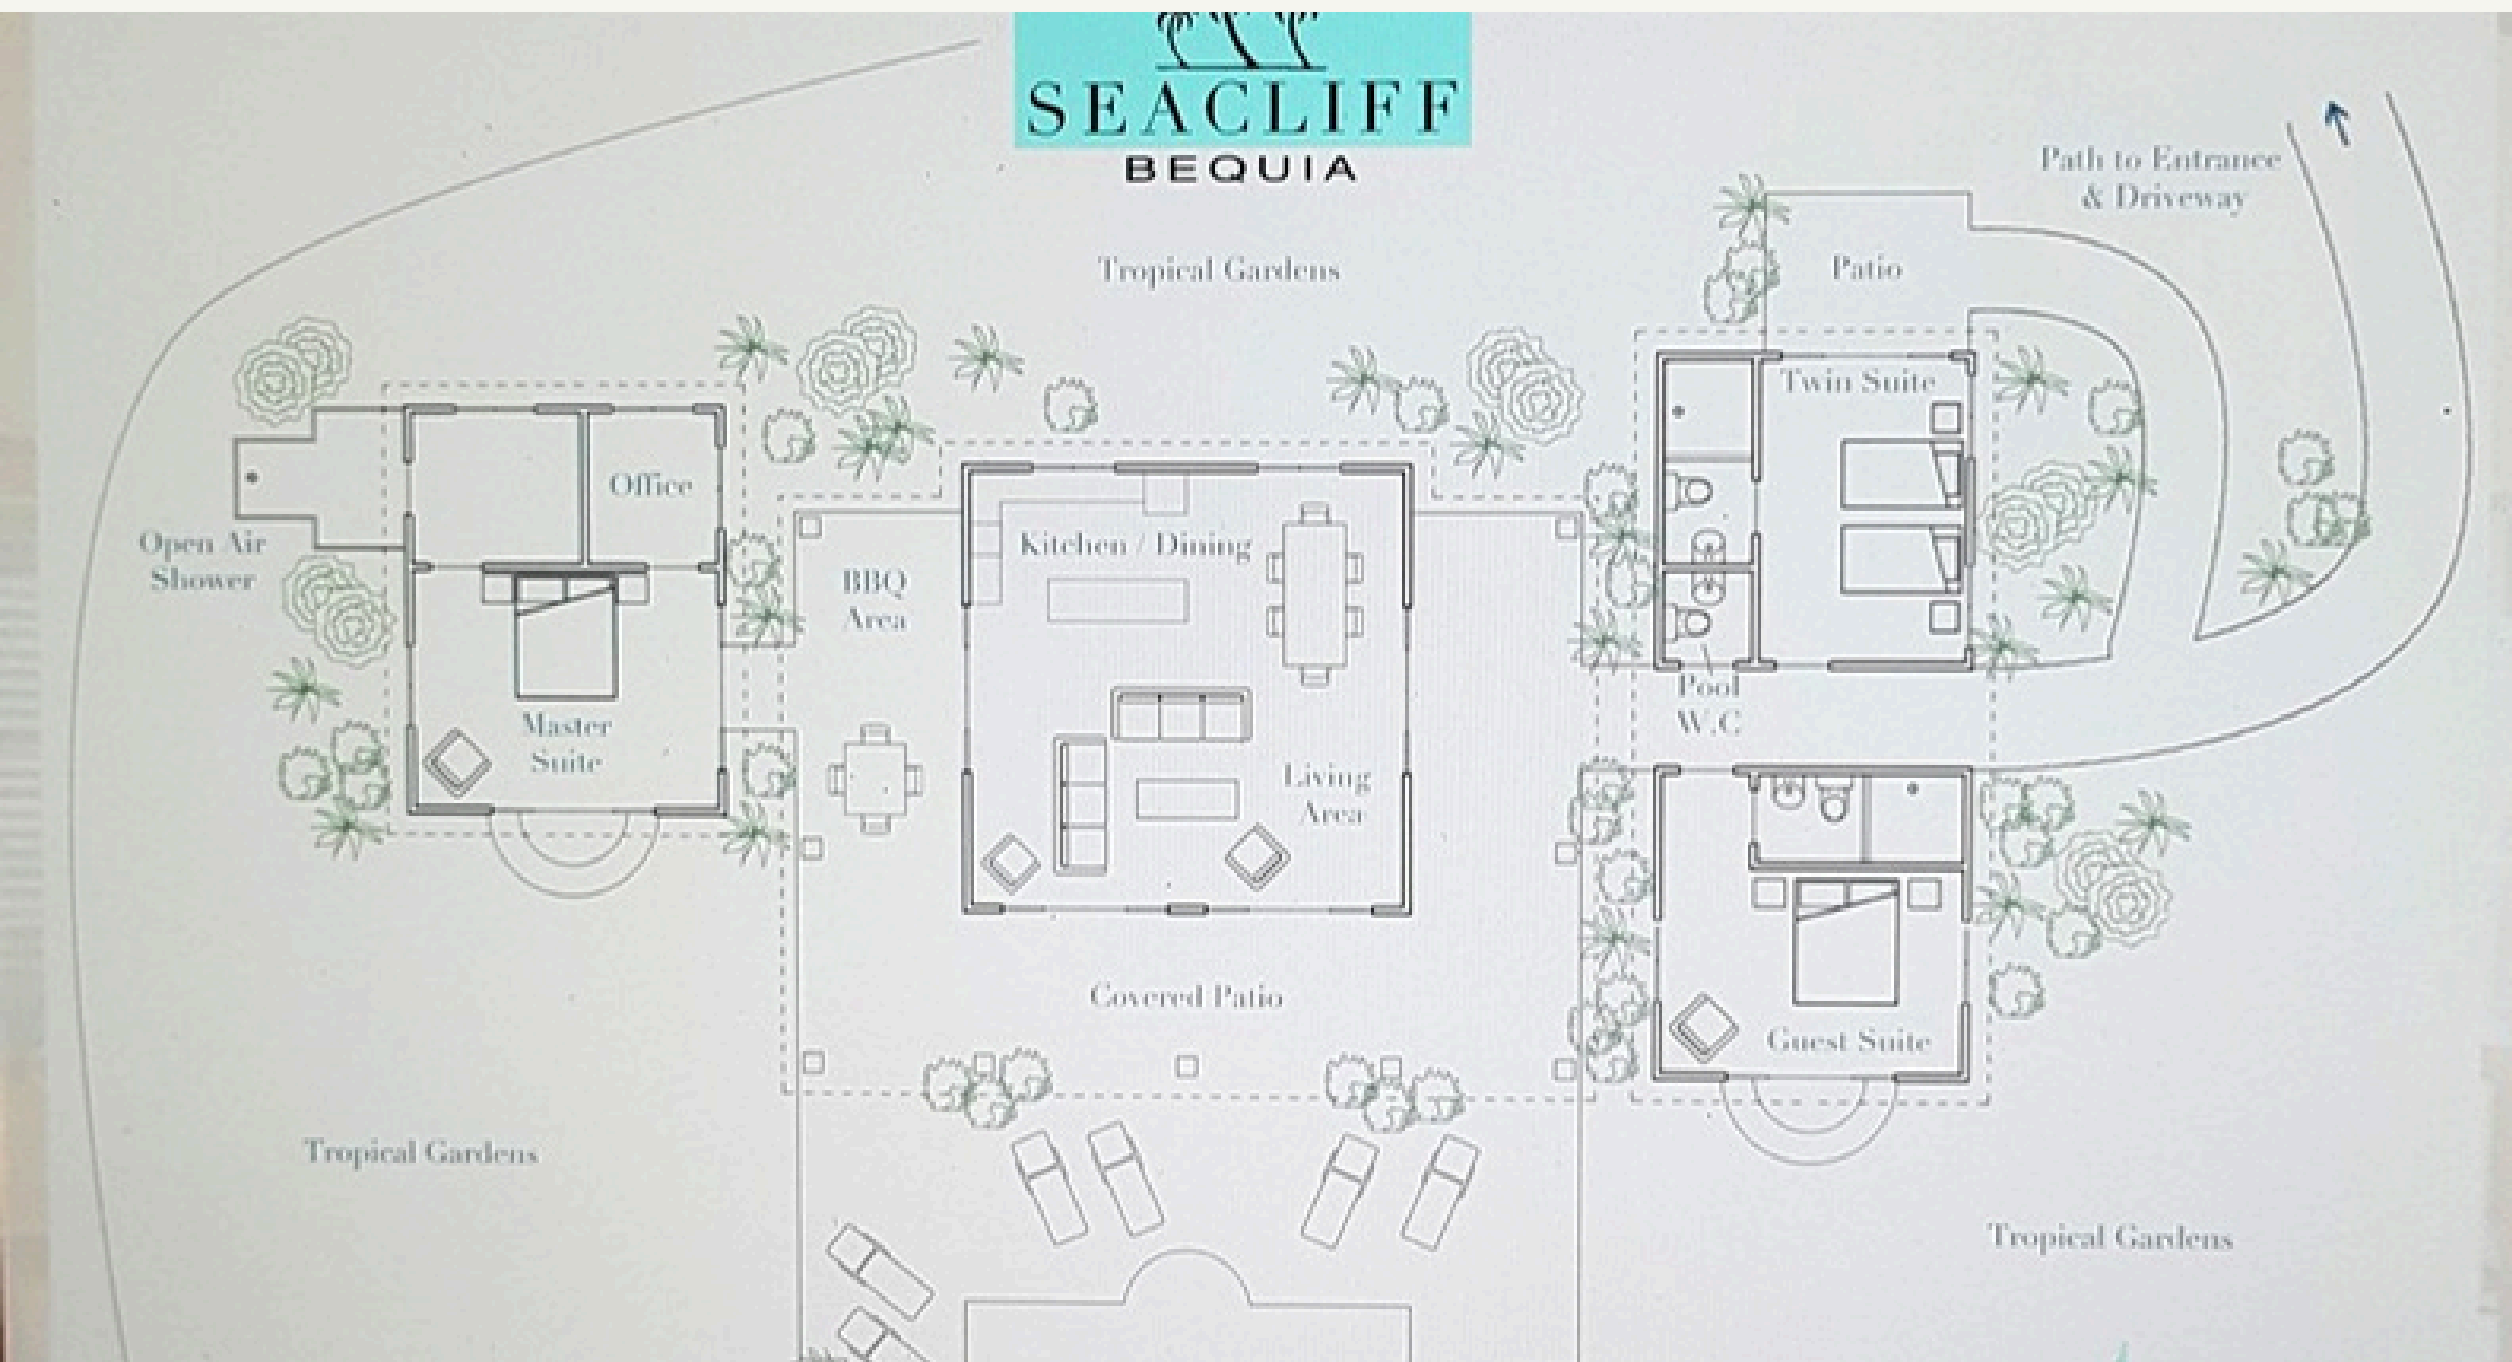 SEACLIFF
BEQUIA
Path to Entrance
& Driveway
Tropical Gardens
Patio
Twin Suite
Office
Open Air
Shower
Kitchen / Dining
BBQ
Area
Pool
W.C
Master
Suite
Living
Area
Covered Patio
Guest Suite
Tropical Gardens
Tropical Gardens